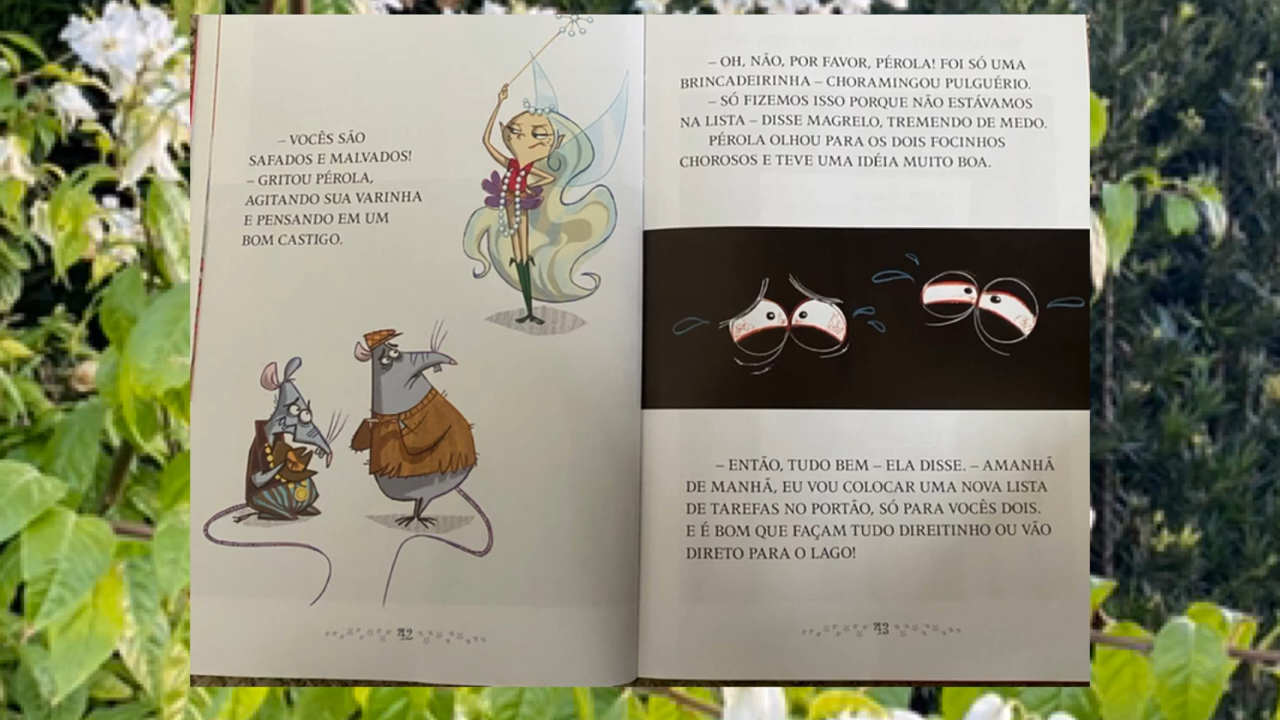 – VOCÊS SÃO
SAFADOS E MALVADOS!
– GRITOU PÉROLA,
AGITANDO SUA VARINHA
E PENSANDO EM UM
BOM CASTIGO.
42
– OH, NÃO, POR FAVOR, PÉROLA! FOI SÓ UMA
BRINCADEIRINHA – CHORAMINGOU PULGUÉRIO.
– SÓ FIZEMOS ISSO PORQUE NÃO ESTÁVAMOS
NA LISTA – DISSE MAGRELO, TREMENDO DE MEDO.
PÉROLA OLHOU PARA OS DOIS FOCINHOS
CHOROSOS E TEVE UMA IDÉIA MUITO BOA.
– ENTÃO, TUDO BEM – ELA DISSE. – AMANHÃ
DE MANHÃ, EU VOU COLOCAR UMA NOVA LISTA
DE TAREFAS NO PORTÃO, SÓ PARA VOCÊS DOIS.
E É BOM QUE FAÇAM TUDO DIREITINHO OU VÃO
DIRETO PARA O LAGO!
43